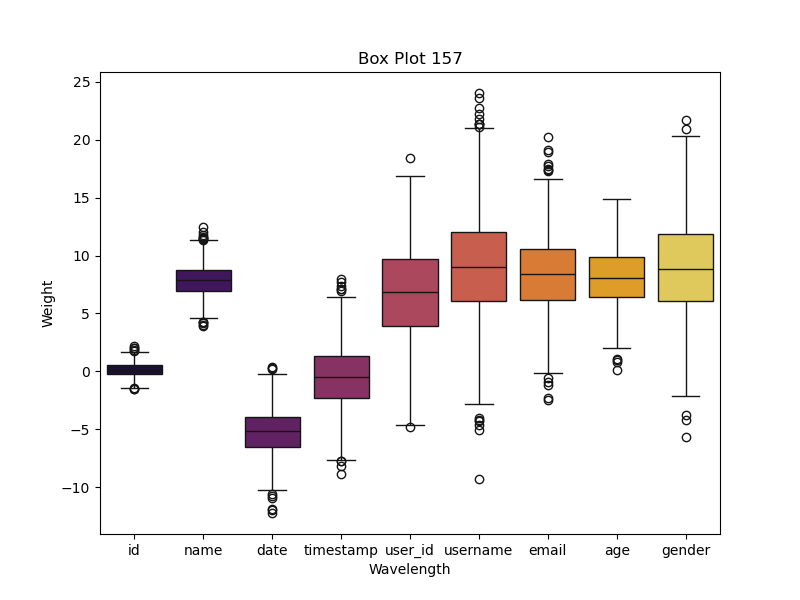 Box Plot 157
Weight
25
20
15
10
5
0
−5
−10
id name date timestamp user_id username email age gender
Wavelength